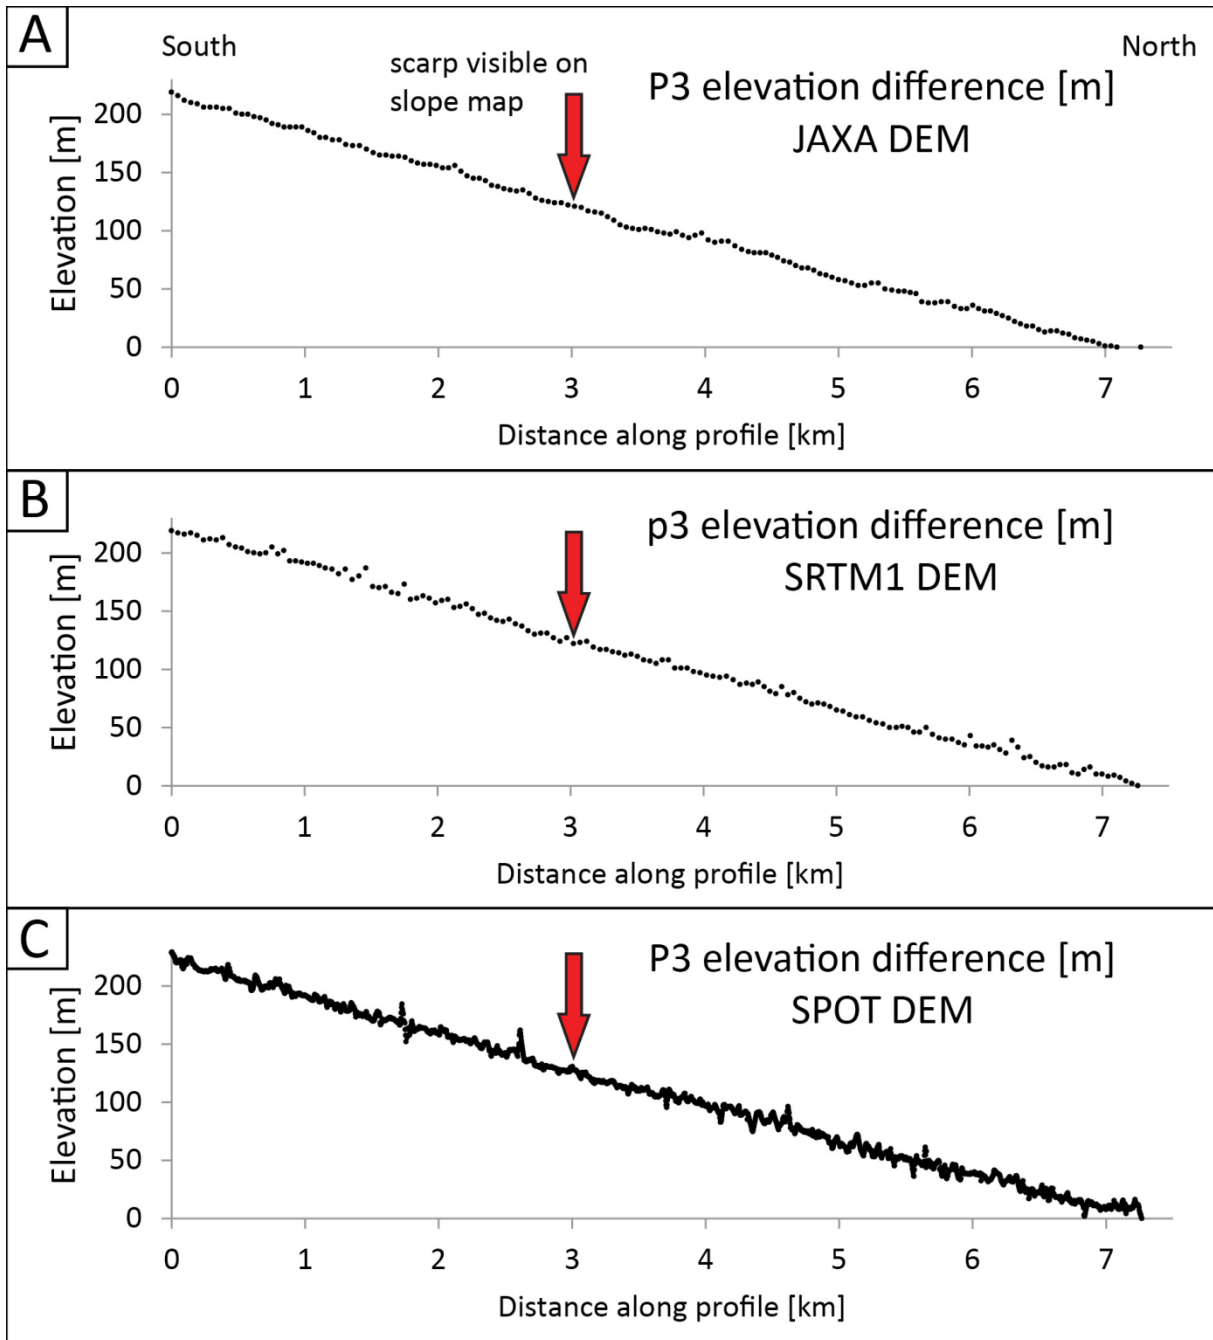 A
South
North
scarp visible on
slope map
P3 elevation difference [m]
JAXA DEM
Elevation [m]
200
150
100
50
0
0 1 2 3 4 5 6 7
Distance along profile [km]
B
p3 elevation difference [m]
SRTM1 DEM
Elevation [m]
200
150
100
50
0
0 1 2 3 4 5 6 7
Distance along profile [km]
C
P3 elevation difference [m]
SPOT DEM
Elevation [m]
200
150
100
50
0
0 1 2 3 4 5 6 7
Distance along profile [km]